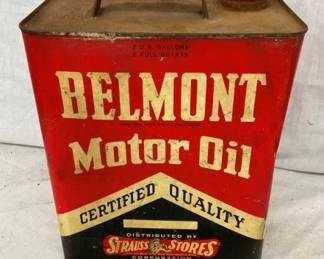 2 U.S. GALLONS
8 FULL QUARTS
BELMONT
Motor Oil
CERTIFIED QUALITY
DISTRIBUTED BY
STRAUSS STORES
CORPORATION